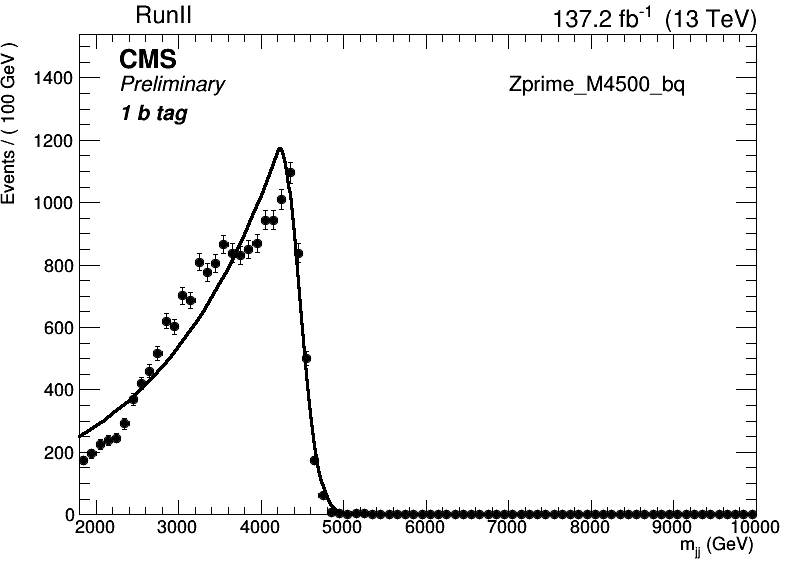 RunII
137.2 fb-1 (13 TeV)
Events / ( 100 GeV )
CMS
Preliminary
1 b tag
Zprime_M4500_bq
1400
1200
1000
800
600
400
200
0
2000 3000 4000 5000 6000 7000 8000 9000 10000
mjj (GeV)